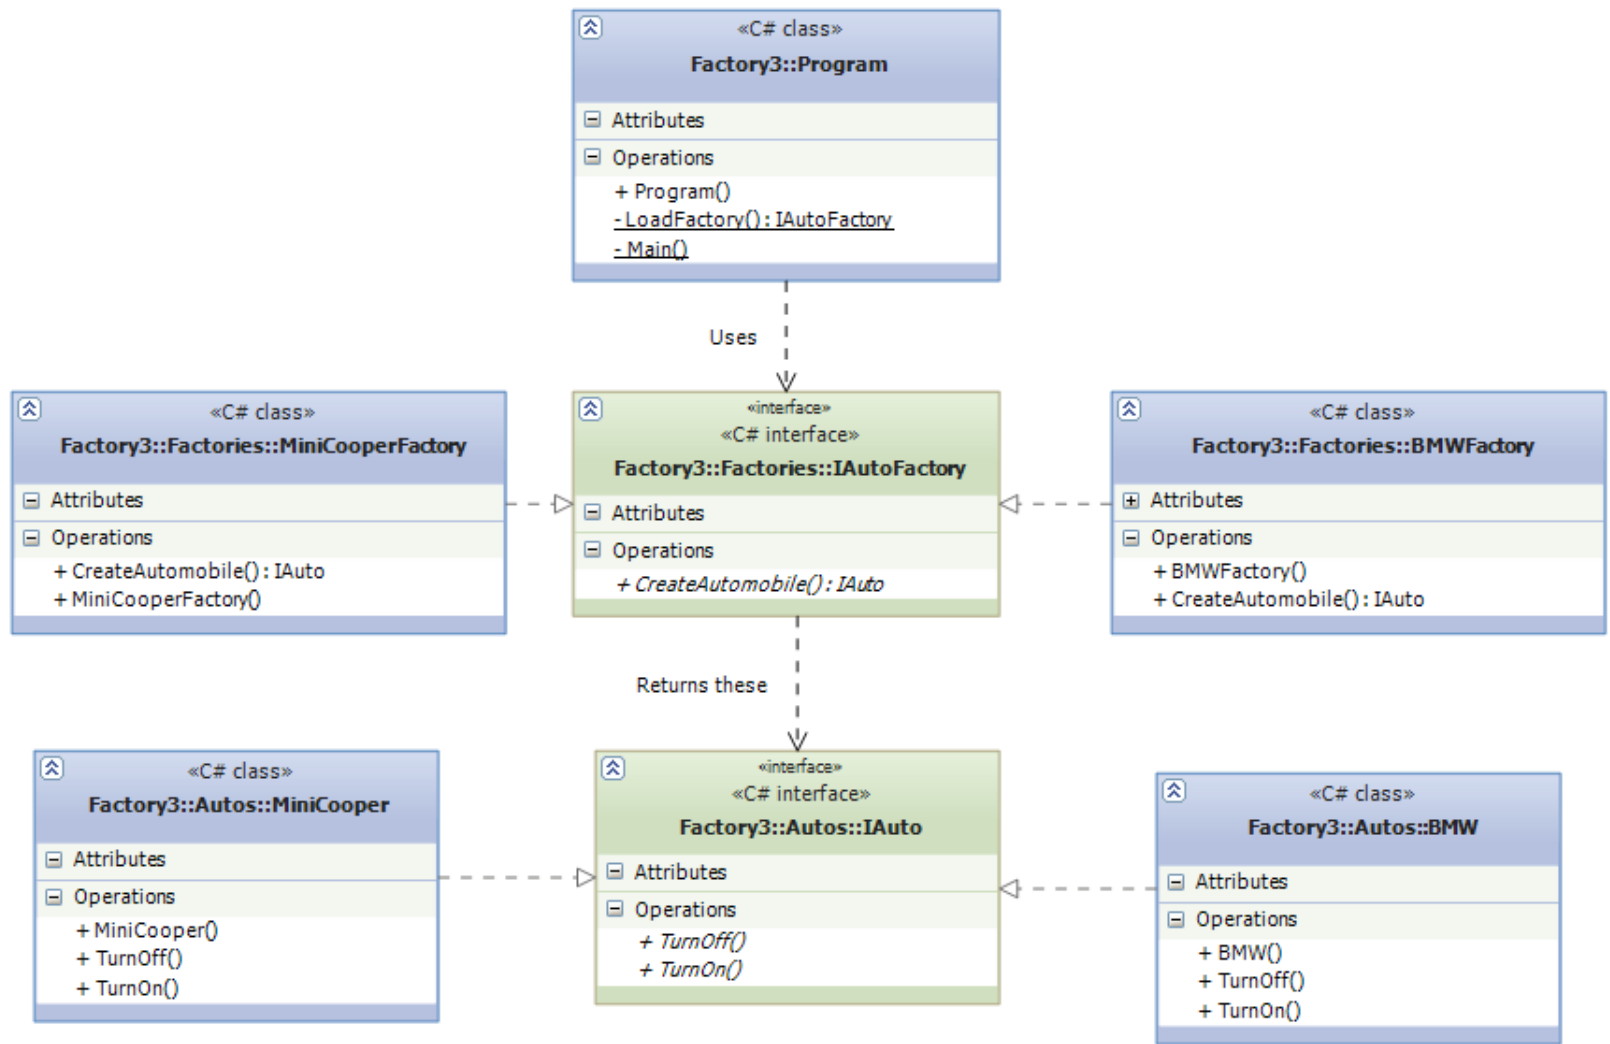 «C# class»
Factory3::Program
Attributes
Operations
+ Program()
- LoadFactory() : IAutoFactory
- Main()
Uses
«C# class»
Factory3::Factories::MiniCooperFactory
Attributes
Operations
+ CreateAutomobile() : IAuto
+ MiniCooperFactory()
«interface»
«C# interface»
Factory3::Factories::IAutoFactory
Attributes
Operations
+ CreateAutomobile() : IAuto
«C# class»
Factory3::Factories::BMWFactory
Attributes
Operations
+ BMWFactory()
+ CreateAutomobile() : IAuto
Returns these
«C# class»
Factory3::Autos::MiniCooper
Attributes
Operations
+ MiniCooper()
+ TurnOff()
+ TurnOn()
«interface»
«C# interface»
Factory3::Autos::IAuto
Attributes
Operations
+ TurnOff()
+ TurnOn()
«C# class»
Factory3::Autos::BMW
Attributes
Operations
+ BMW()
+ TurnOff()
+ TurnOn()